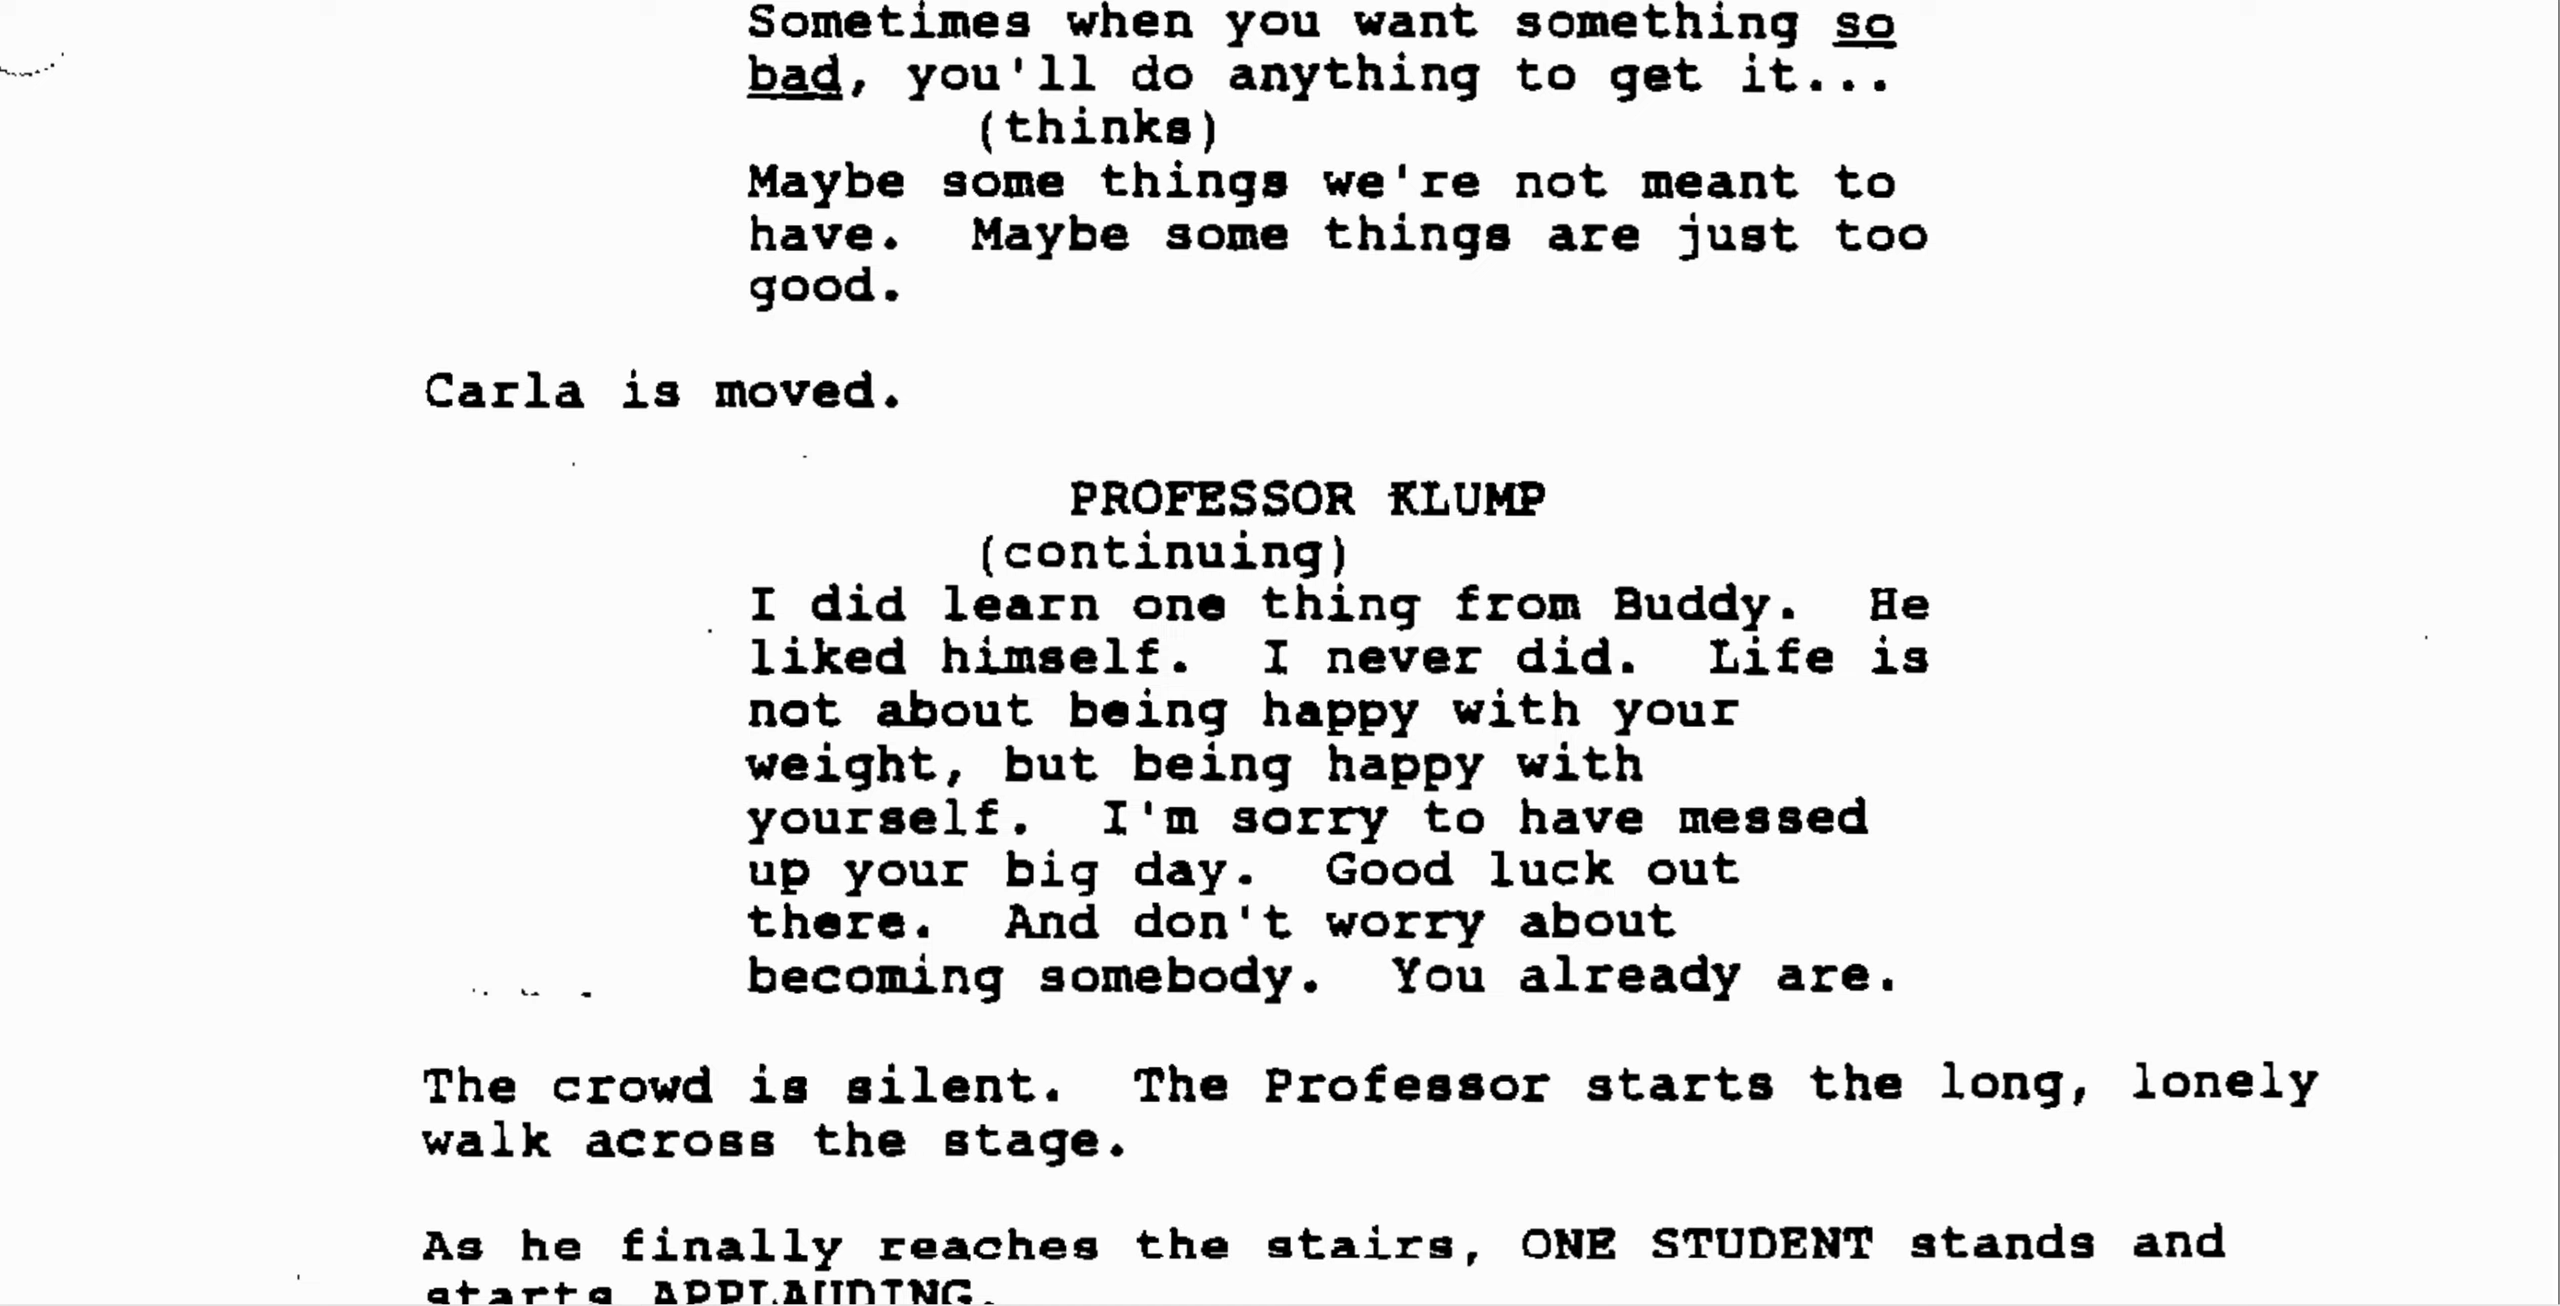 Sometimes when you want something so
bad, you'll do anything to get it...
(thinks)
Maybe some things we're not meant to
have. Maybe some things are just too
good.
Carla is moved.
PROFESSOR KLUMP
(continuing)
I did learn one thing from Buddy. He
liked himself. I never did. Life is
not about being happy with your
weight, but being happy with
yourself. I'm sorry to have messed
up your big day. Good luck out
there. And don't worry about
becoming somebody. You already are.
The crowd is silent. The Professor starts the long, lonely
walk across the stage.
As he finally reaches the stairs, ONE STUDENT stands and
starts APPLAUDING.